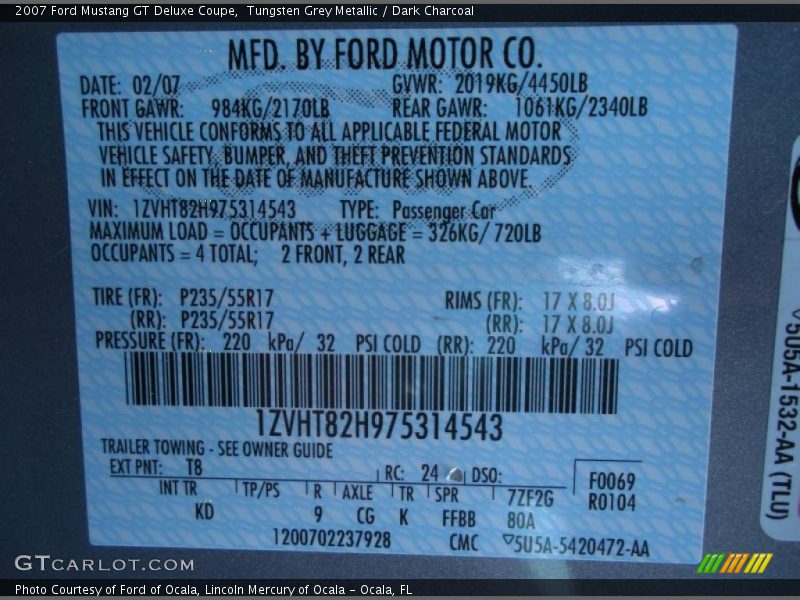 2007 Ford Mustang GT Deluxe Coupe, Tungsten Grey Metallic / Dark Charcoal
MFD. BY FORD MOTOR CO.
DATE: 02/07 GVWR: 2019KG/4450LB
FRONT GAWR: 984KG/2170LB REAR GAWR: 1061KG/2340LB
THIS VEHICLE CONFORMS TO ALL APPLICABLE FEDERAL MOTOR
VEHICLE SAFETY, BUMPER, AND THEFT PREVENTION STANDARDS
IN EFFECT ON THE DATE OF MANUFACTURE SHOWN ABOVE.
VIN: 1ZVHT82H975314543 TYPE: Passenger Car
MAXIMUM LOAD = OCCUPANTS + LUGGAGE = 326KG/ 720LB
OCCUPANTS = 4 TOTAL; 2 FRONT, 2 REAR
TIRE (FR): P235/55R17 RIMS (FR): 17 X 8.0J
(RR): P235/55R17 (RR): 17 X 8.0J
PRESSURE (FR): 220 kPa/ 32 PSI COLD (RR): 220 kPa/ 32 PSI COLD
1ZVHT82H975314543
TRAILER TOWING - SEE OWNER GUIDE
EXT PNT: T8 RC: 24 DSO: F0069
INT TR TP/PS R AXLE TR SPR 7ZF2G R0104
KD 9 CG K FFBB 80A
1200702237928 CMC ▽5U5A-5420472-AA
▽5U5A-1532-AA (TLU)
GTCARLOT.COM
Photo Courtesy of Ford of Ocala, Lincoln Mercury of Ocala - Ocala, FL